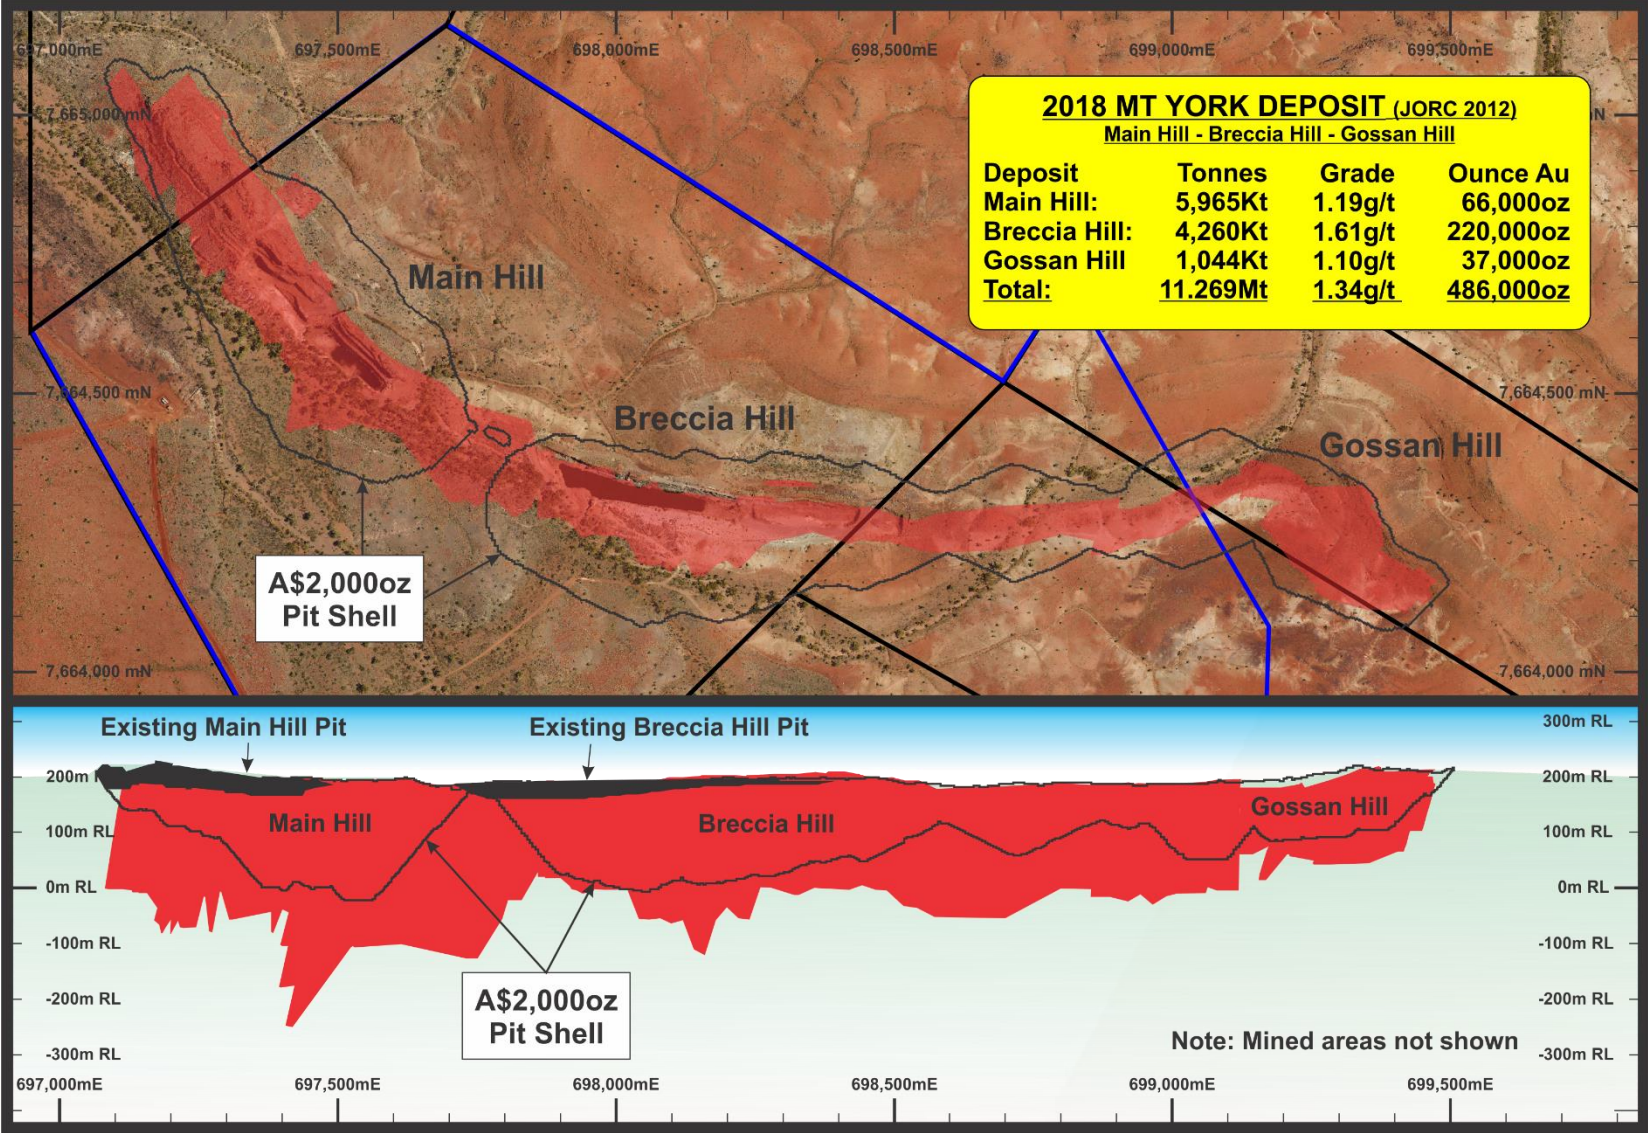 697,000mE 697,500mE 698,000mE 698,500mE 699,000mE 699,500mE
7,665,000 mN
2018 MT YORK DEPOSIT (JORC 2012)
Main Hill - Breccia Hill - Gossan Hill
Deposit Tonnes Grade Ounce Au
Main Hill: 5,965Kt 1.19g/t 66,000oz
Breccia Hill: 4,260Kt 1.61g/t 220,000oz
Gossan Hill 1,044Kt 1.10g/t 37,000oz
Total: 11.269Mt 1.34g/t 486,000oz
N
Main Hill
7,664,500 mN 7,664,500 mN
Breccia Hill
Gossan Hill
A$2,000oz
Pit Shell
7,664,000 mN 7,664,000 mN
Existing Main Hill Pit Existing Breccia Hill Pit 300m RL
200m R 200m RL
Main Hill Breccia Hill Gossan Hill
100m RL 100m RL
0m RL 0m RL
-100m RL -100m RL
A$2,000oz
Pit Shell
-200m RL -200m RL
Note: Mined areas not shown
-300m RL -300m RL
697,000mE 697,500mE 698,000mE 698,500mE 699,000mE 699,500mE